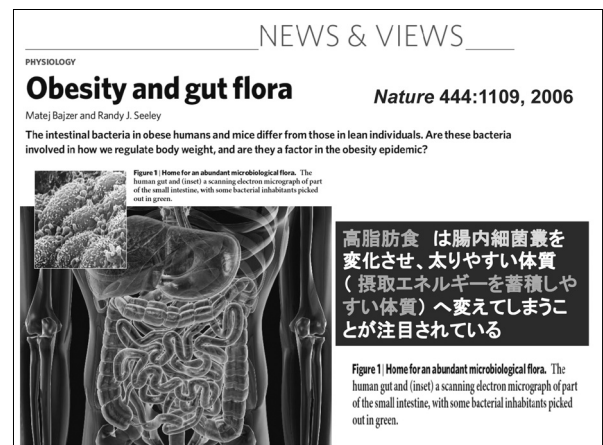 NEWS & VIEWS
PHYSIOLOGY
Obesity and gut flora
Nature 444:1109, 2006
Matej Bajzer and Randy J. Seeley
The intestinal bacteria in obese humans and mice differ from those in lean individuals. Are these bacteria
involved in how we regulate body weight, and are they a factor in the obesity epidemic?
Figure 1 | Home for an abundant microbiological flora. The
human gut and (inset) a scanning electron micrograph of part
of the small intestine, with some bacterial inhabitants picked
out in green.
高脂肪食 は腸内細菌叢を
変化させ、太りやすい体質
( 摂取エネルギーを蓄積しや
すい体質) へ変えてしまうこ
とが注目されている
Figure 1 | Home for an abundant microbiological flora. The
human gut and (inset) a scanning electron micrograph of part
of the small intestine, with some bacterial inhabitants picked
out in green.